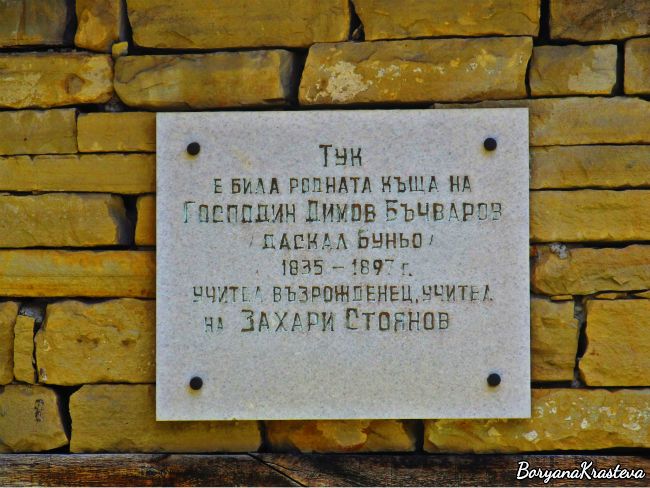 Тук
е била родната къща на
Господин Димов Бъчваров
/ даскал Буньо /
1835 – 1897 г.
учител възрожденец, учител
на Захари Стоянов
BoryanaKrasteva